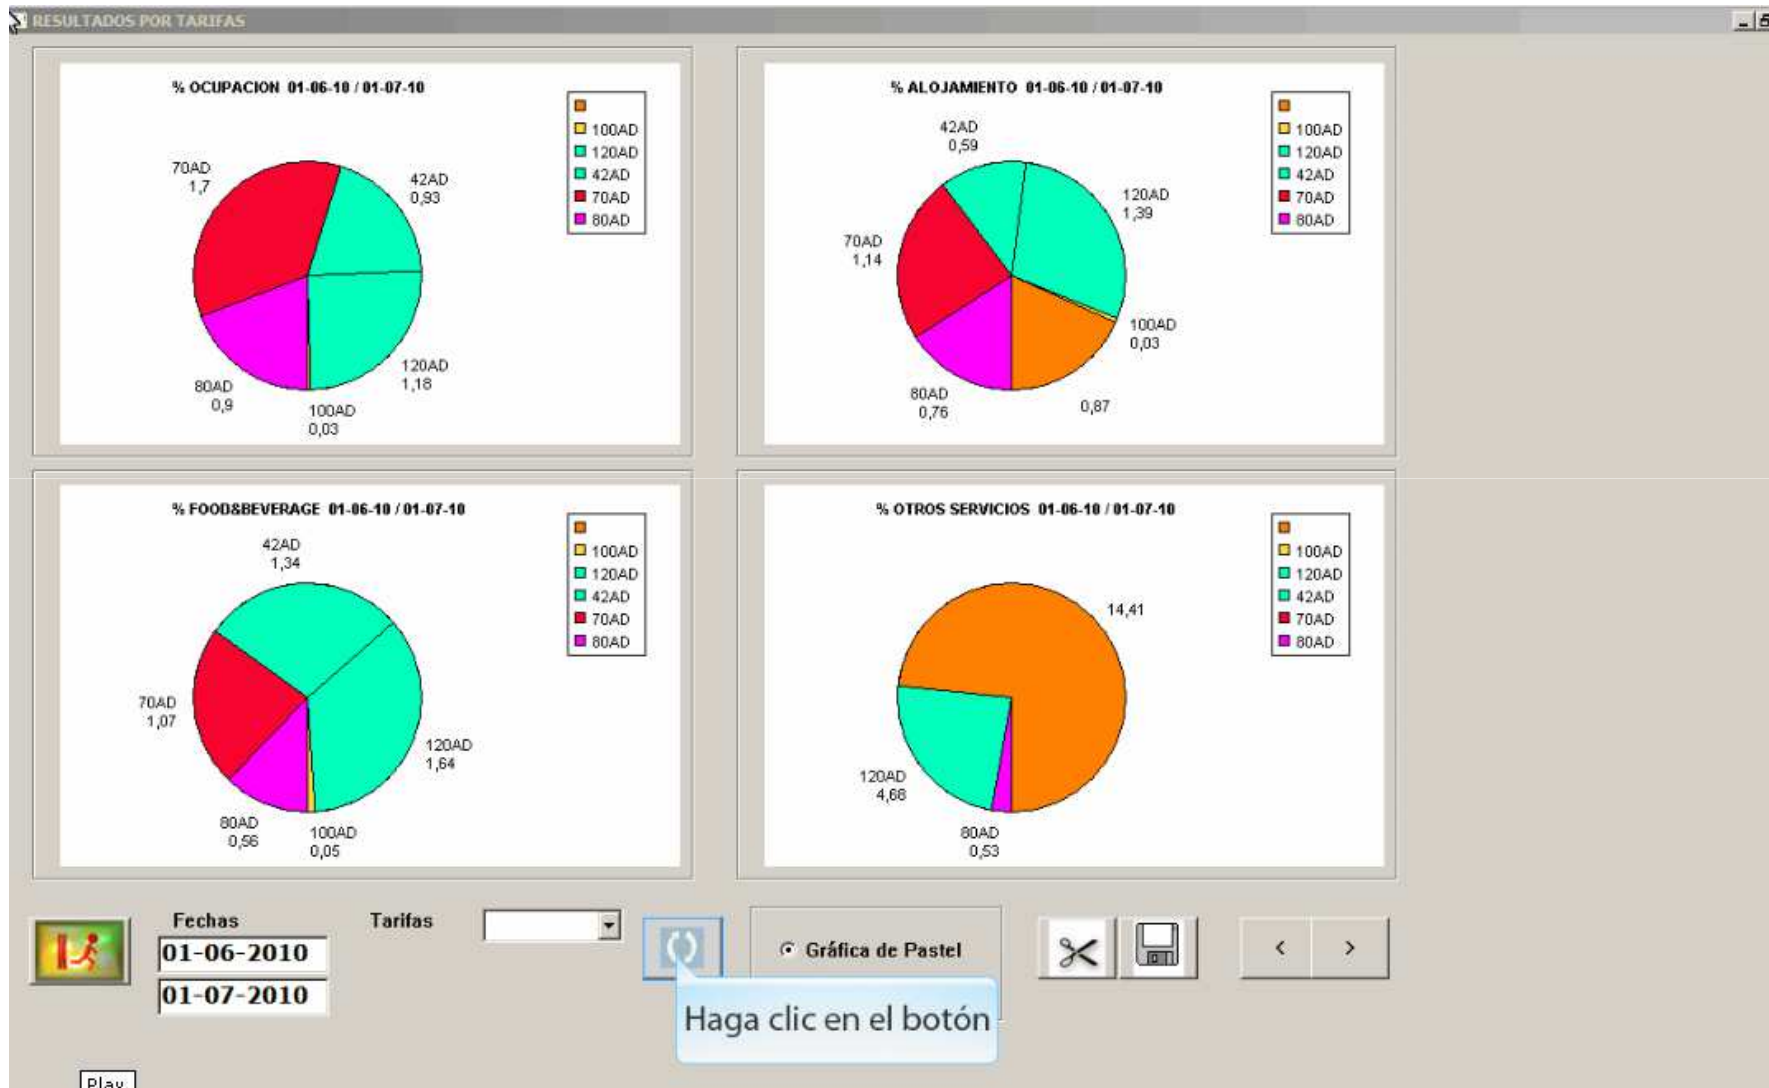 RESULTADOS POR TARIFAS
% OCUPACION 01-06-10 / 01-07-10
100AD
120AD
42AD
70AD
80AD
70AD
1,7
42AD
0,93
120AD
1,18
80AD
0,9
100AD
0,03
% ALOJAMIENTO 01-06-10 / 01-07-10
100AD
120AD
42AD
70AD
80AD
42AD
0,59
120AD
1,39
70AD
1,14
100AD
0,03
80AD
0,76
0,87
% FOOD&BEVERAGE 01-06-10 / 01-07-10
100AD
120AD
42AD
70AD
80AD
42AD
1,34
70AD
1,07
120AD
1,64
80AD
0,56
100AD
0,05
% OTROS SERVICIOS 01-06-10 / 01-07-10
100AD
120AD
42AD
70AD
80AD
14,41
120AD
4,68
80AD
0,53
Fechas
01-06-2010
01-07-2010
Tarifas
Gráfica de Pastel
< >
Haga clic en el botón
Play